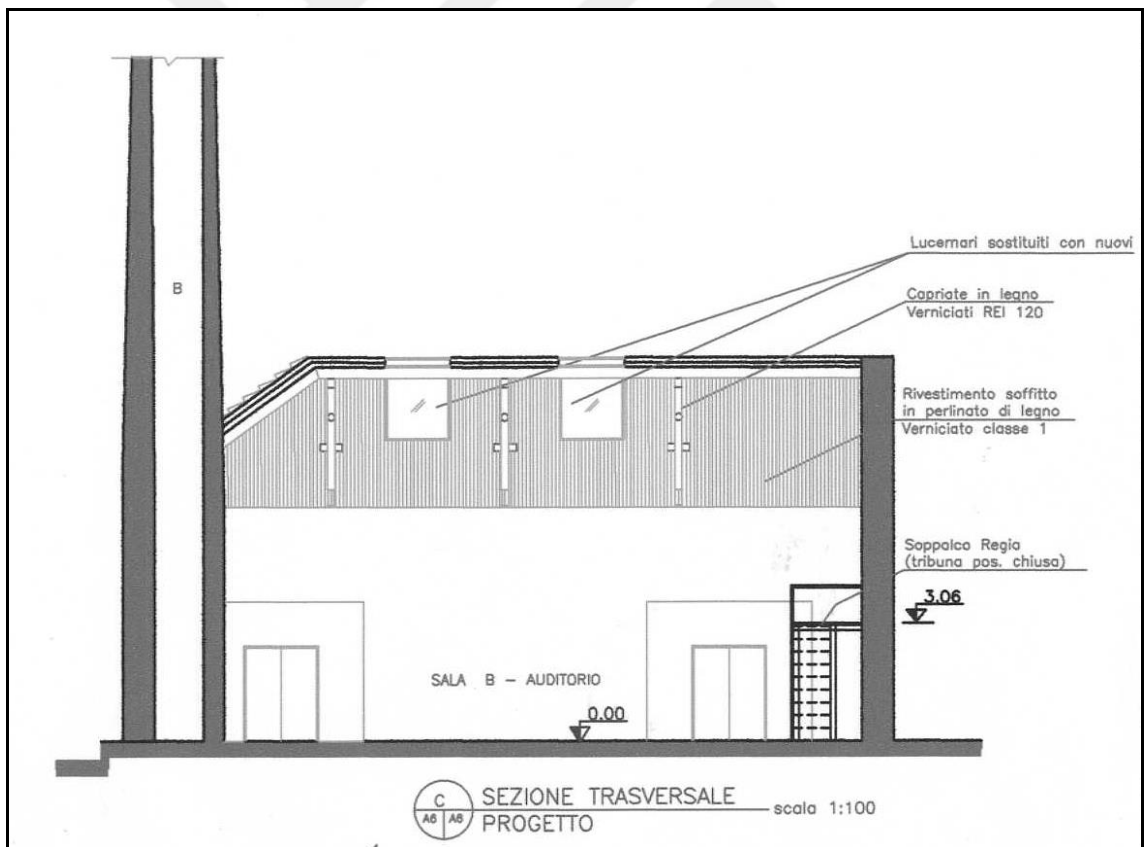 B
Lucernari sostituiti con nuovi
Capriate in legno
Verniciati REI 120
Rivestimento soffitto
in perlinato di legno
Verniciato classe 1
Soppalco Regia
(tribuna pos. chiusa)
3.06
SALA B - AUDITORIO
0.00
C
A6 A6
SEZIONE TRASVERSALE
PROGETTO
scala 1:100